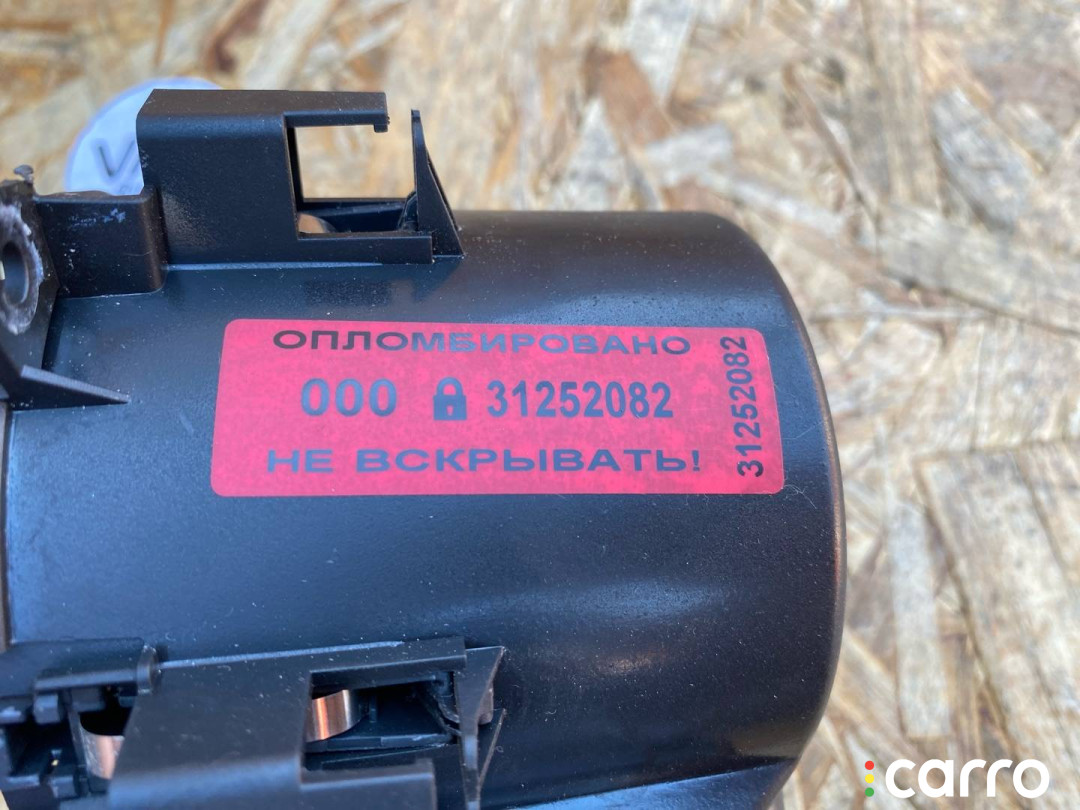 ОПЛОМБИРОВАНО
000 31252082
НЕ ВСКРЫВАТЬ!
31252082
carro